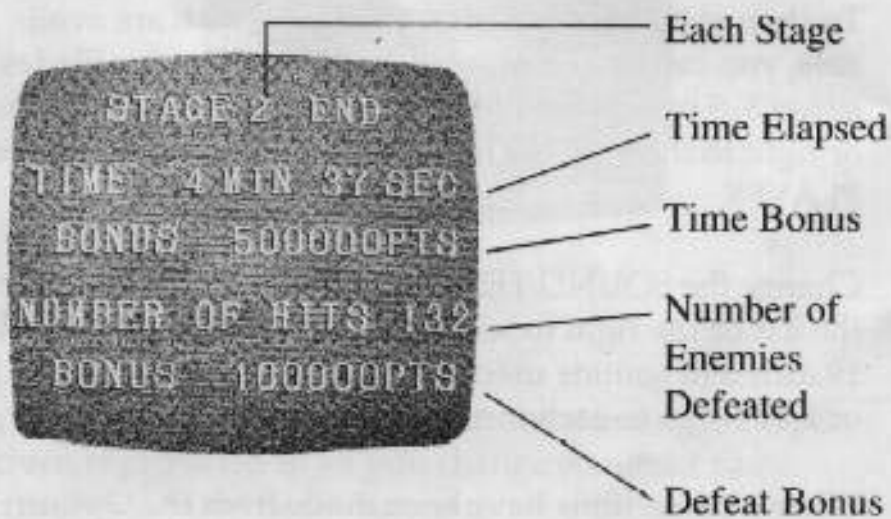 Each Stage
STAGE 2 END
Time Elapsed
TIME 4 MIN 37 SEC
Time Bonus
BONUS 500000PTS
Number of
Enemies
Defeated
NUMBER OF HITS 132
BONUS 100000PTS
Defeat Bonus